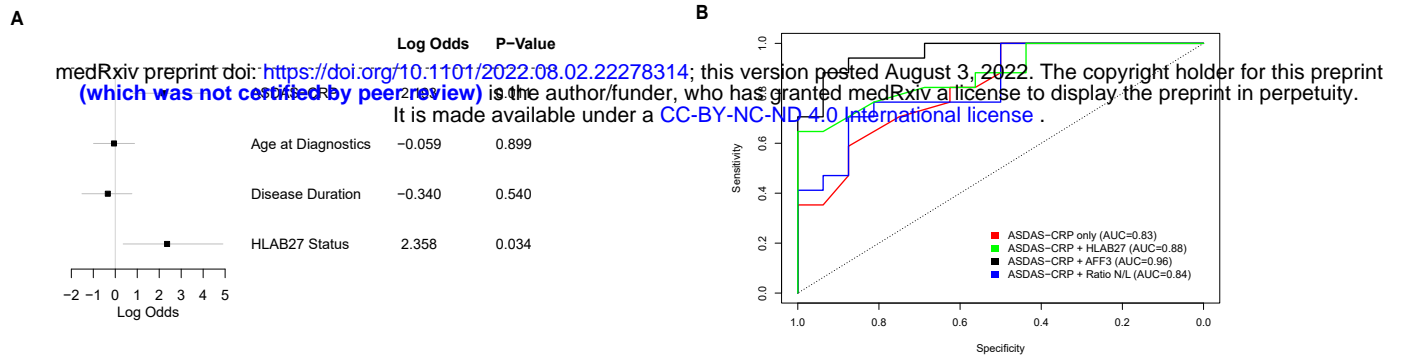 A
B
Log Odds P−Value
medRxiv preprint doi: https://doi.org/10.1101/2022.08.02.22278314; this version posted August 3, 2022. The copyright holder for this preprint
(which was not certified by peer review) is the author/funder, who has granted medRxiv a license to display the preprint in perpetuity.
It is made available under a CC-BY-NC-ND 4.0 International license .
ASDAS−CRP 0.011
Age at Diagnostics −0.059 0.899
Disease Duration −0.340 0.540
HLAB27 Status 2.358 0.034
−2 −1 0 1 2 3 4 5
Log Odds
1.0
0.8
0.6
0.4
0.2
0.0
Sensitivity
ASDAS−CRP only (AUC=0.83)
ASDAS−CRP + HLAB27 (AUC=0.88)
ASDAS−CRP + AFF3 (AUC=0.96)
ASDAS−CRP + Ratio N/L (AUC=0.84)
1.0 0.8 0.6 0.4 0.2 0.0
Specificity